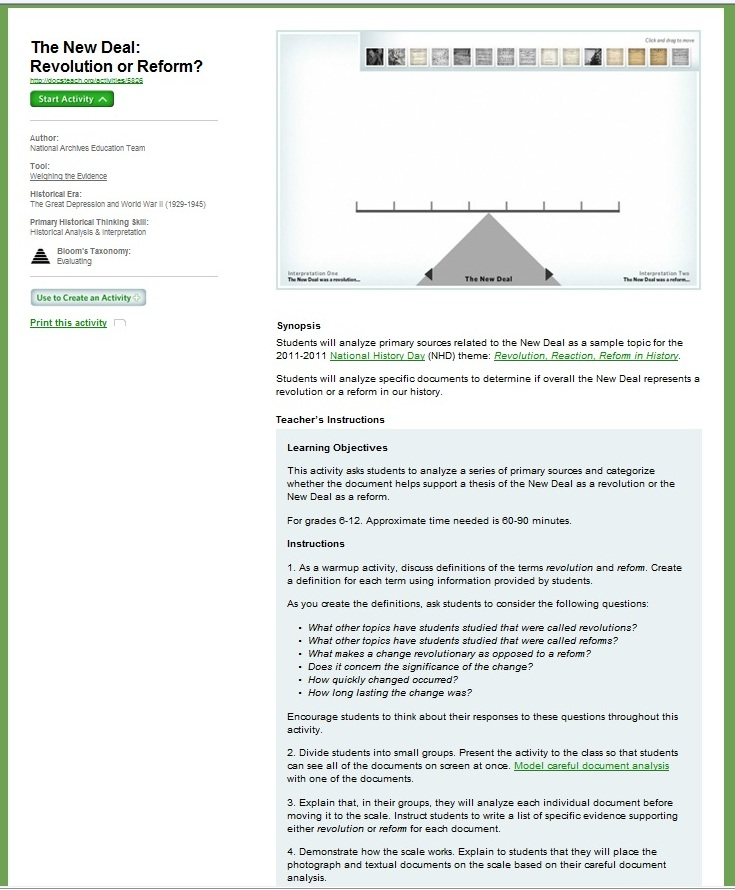 The New Deal:
Revolution or Reform?
http://docsteach.org/activities/5826
Start Activity
Author:
National Archives Education Team
Tool:
Weighing the Evidence
Historical Era:
The Great Depression and World War II (1929-1945)
Primary Historical Thinking Skill:
Historical Analysis & Interpretation
Bloom's Taxonomy:
Evaluating
Use to Create an Activity
Print this activity
Click and drag to move
Interpretation One
The New Deal was a revolution...
The New Deal
Interpretation Two
The New Deal was a reform...
Synopsis
Students will analyze primary sources related to the New Deal as a sample topic for the
2011-2011 National History Day (NHD) theme: Revolution, Reaction, Reform in History.
Students will analyze specific documents to determine if overall the New Deal represents a
revolution or a reform in our history.
Teacher's Instructions
Learning Objectives
This activity asks students to analyze a series of primary sources and categorize
whether the document helps support a thesis of the New Deal as a revolution or the
New Deal as a reform.
For grades 6-12. Approximate time needed is 60-90 minutes.
Instructions
1. As a warmup activity, discuss definitions of the terms revolution and reform. Create
a definition for each term using information provided by students.
As you create the definitions, ask students to consider the following questions:
• What other topics have students studied that were called revolutions?
• What other topics have students studied that were called reforms?
• What makes a change revolutionary as opposed to a reform?
• Does it concern the significance of the change?
• How quickly changed occurred?
• How long lasting the change was?
Encourage students to think about their responses to these questions throughout this
activity.
2. Divide students into small groups. Present the activity to the class so that students
can see all of the documents on screen at once. Model careful document analysis
with one of the documents.
3. Explain that, in their groups, they will analyze each individual document before
moving it to the scale. Instruct students to write a list of specific evidence supporting
either revolution or reform for each document.
4. Demonstrate how the scale works. Explain to students that they will place the
photograph and textual documents on the scale based on their careful document
analysis.